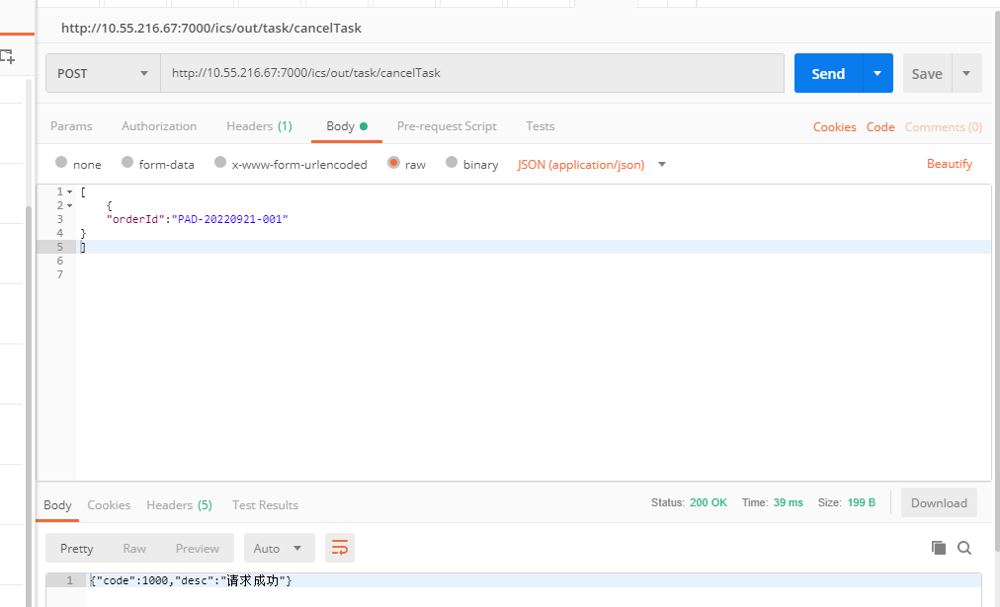 http://10.55.216.67:7000/ics/out/task/cancelTask
POST http://10.55.216.67:7000/ics/out/task/cancelTask Send Save
Params Authorization Headers (1) Body Pre-request Script Tests Cookies Code Comments (0)
none form-data x-www-form-urlencoded raw binary JSON (application/json) Beautify
1 [
2 {
3 "orderId":"PAD-20220921-001"
4 }
5 ]
6
7
Body Cookies Headers (5) Test Results Status: 200 OK Time: 39 ms Size: 199 B Download
Pretty Raw Preview Auto
1 {"code":1000,"desc":"请求成功"}